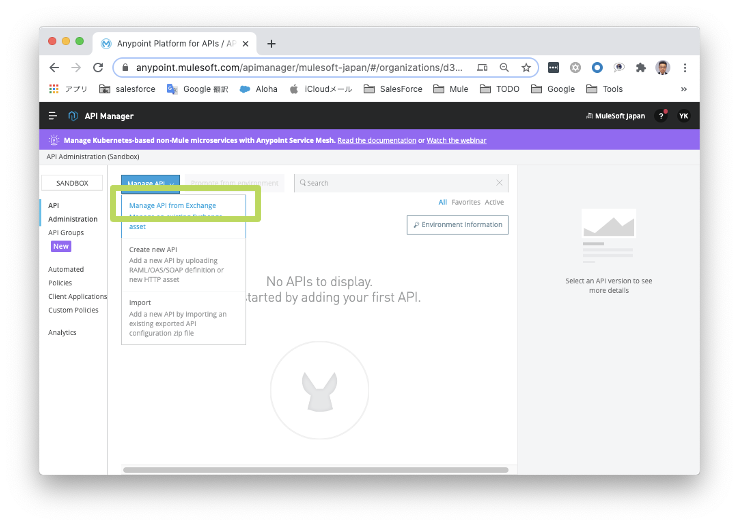 Anypoint Platform for APIs / AP
anypoint.mulesoft.com/apimanager/mulesoft-japan/#/organizations/d3...
アプリ salesforce Google 翻訳 Aloha iCloudメール SalesForce Mule TODO Google Tools »
API Manager
MuleSoft Japan ? YK
Manage Kubernetes-based non-Mule microservices with Anypoint Service Mesh. Read the documentation or Watch the webinar
API Administration (Sandbox)
SANDBOX
API
Administration
API Groups
New
Automated
Policies
Client Applications
Custom Policies
Analytics
Manage API
Promote from environment
Search
Manage API from Exchange
Manage an existing Exchange
asset
Create new API
Add a new API by uploading
RAML/OAS/SOAP definition or
new HTTP asset
Import
Add a new API by importing an
existing exported API
configuration zip file
All Favorites Active
Environment information
No APIs to display.
started by adding your first API.
Select an API version to see
more details